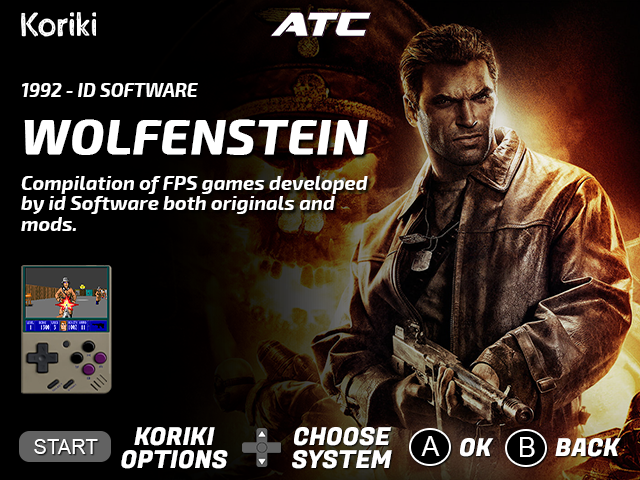 Koriki
ATC
1992 - ID SOFTWARE
WOLFENSTEIN
Compilation of FPS games developed
by id Software both originals and
mods.
START
KORIKI
OPTIONS
CHOOSE
SYSTEM
A OK
B BACK